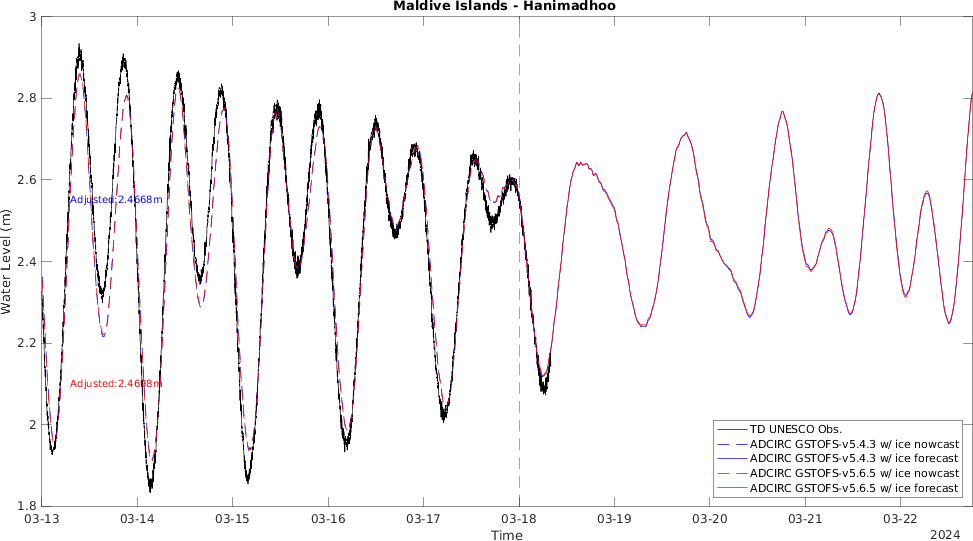 Maldive Islands - Hanimadhoo
Water Level (m)
3
2.8
2.6
2.4
2.2
2
1.8
Adjusted:2.4668m
Adjusted:2.4608m
TD UNESCO Obs.
ADCIRC GSTOFS-v5.4.3 w/ ice nowcast
ADCIRC GSTOFS-v5.4.3 w/ ice forecast
ADCIRC GSTOFS-v5.6.5 w/ ice nowcast
ADCIRC GSTOFS-v5.6.5 w/ ice forecast
03-13 03-14 03-15 03-16 03-17 03-18 03-19 03-20 03-21 03-22
Time
2024